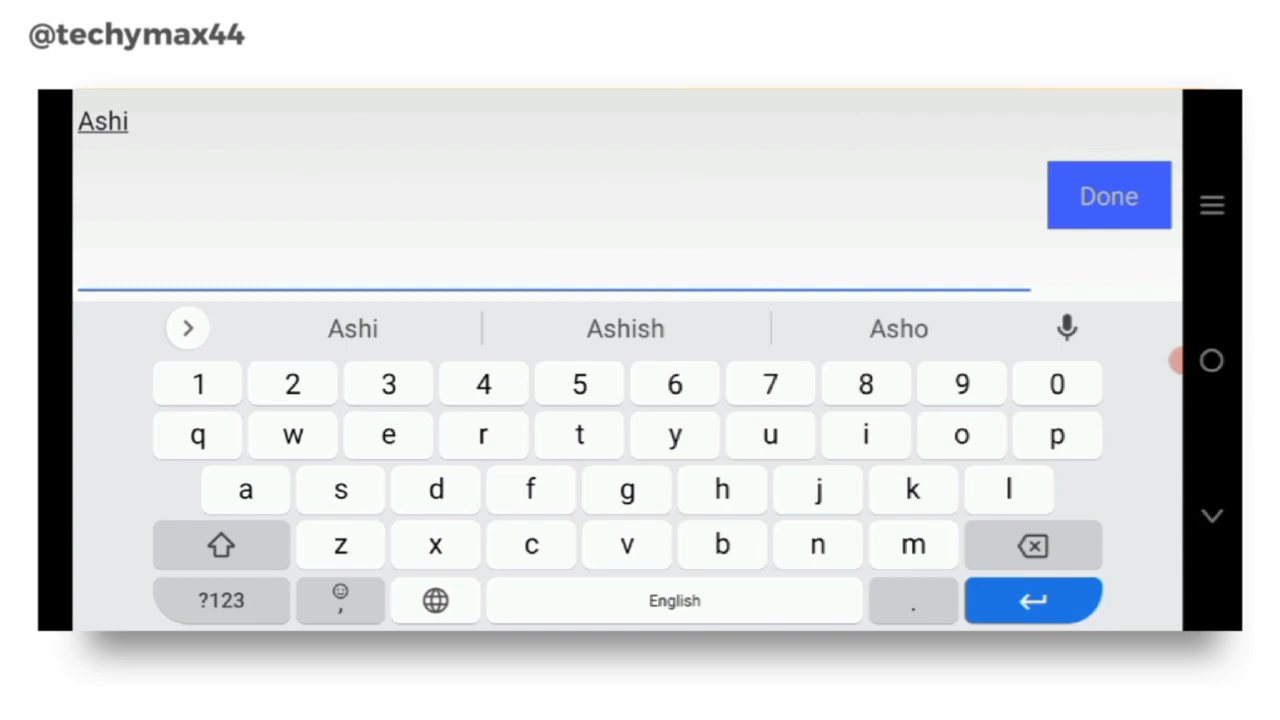 @techymax44
Ashi
Done
Ashi Ashish Asho
1 2 3 4 5 6 7 8 9 0
q w e r t y u i o p
a s d f g h j k l
z x c v b n m
?123 , English .